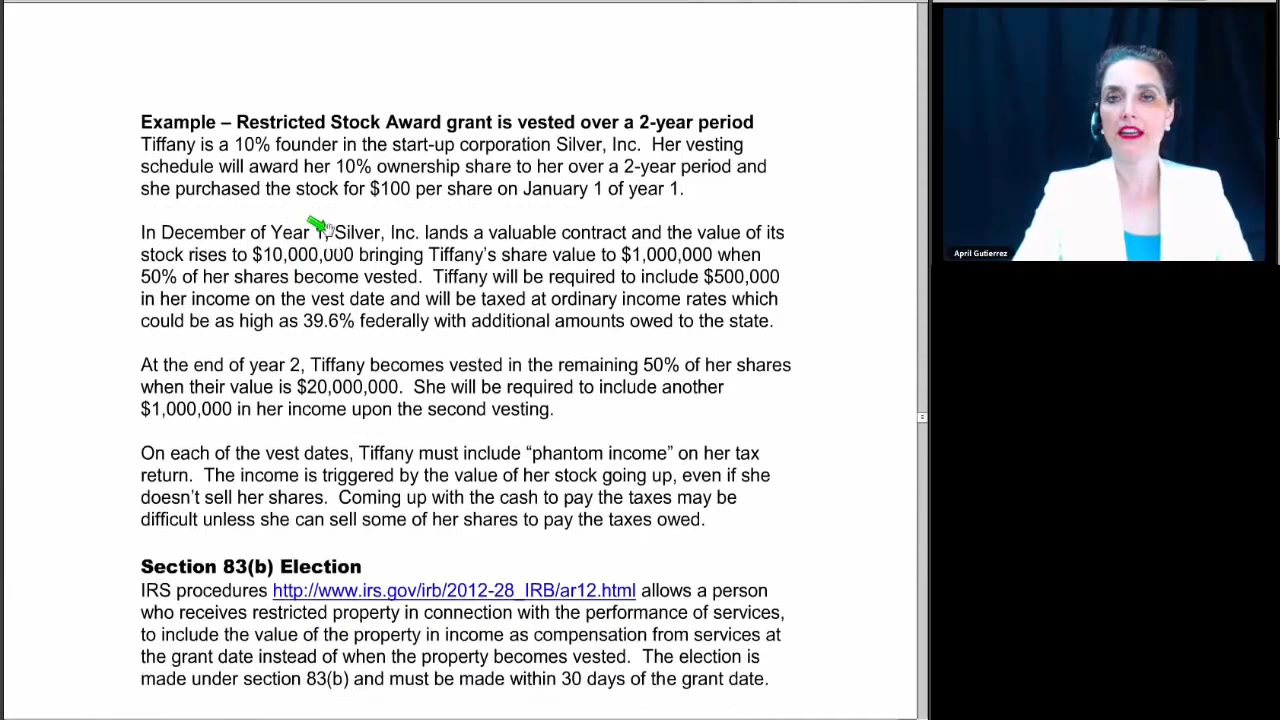 Example – Restricted Stock Award grant is vested over a 2-year period
Tiffany is a 10% founder in the start-up corporation Silver, Inc.  Her vesting
schedule will award her 10% ownership share to her over a 2-year period and
she purchased the stock for $100 per share on January 1 of year 1.
In December of Year 1, Silver, Inc. lands a valuable contract and the value of its
stock rises to $10,000,000 bringing Tiffany's share value to $1,000,000 when
50% of her shares become vested.  Tiffany will be required to include $500,000
in her income on the vest date and will be taxed at ordinary income rates which
could be as high as 39.6% federally with additional amounts owed to the state.
At the end of year 2, Tiffany becomes vested in the remaining 50% of her shares
when their value is $20,000,000.  She will be required to include another
$1,000,000 in her income upon the second vesting.
On each of the vest dates, Tiffany must include “phantom income” on her tax
return.  The income is triggered by the value of her stock going up, even if she
doesn't sell her shares.  Coming up with the cash to pay the taxes may be
difficult unless she can sell some of her shares to pay the taxes owed.
Section 83(b) Election
IRS procedures http://www.irs.gov/irb/2012-28_IRB/ar12.html allows a person
who receives restricted property in connection with the performance of services,
to include the value of the property in income as compensation from services at
the grant date instead of when the property becomes vested.  The election is
made under section 83(b) and must be made within 30 days of the grant date.
April Gutierrez